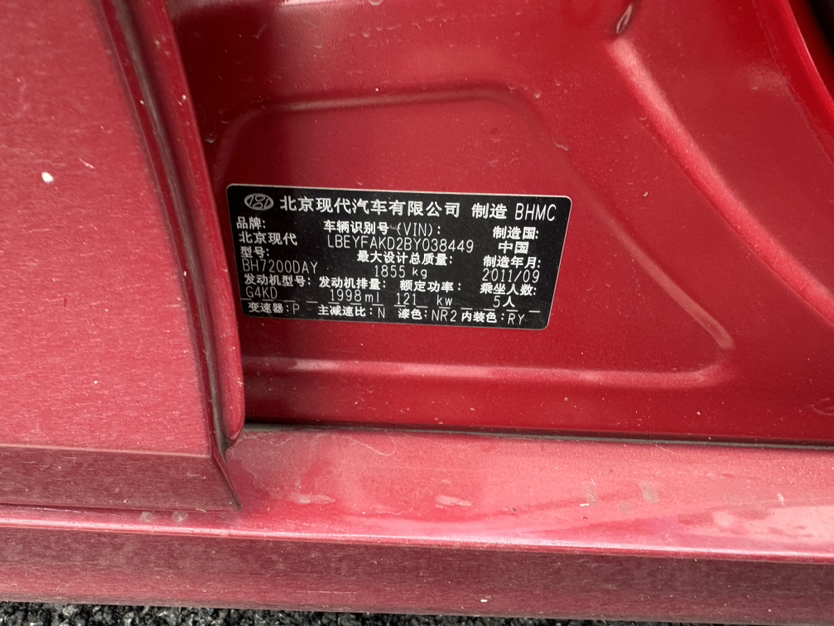 北京现代汽车有限公司 制造 BHMC
品牌: 车辆识别号(VIN): 制造国:
北京现代 LBEYFAKD2BY038449 中国
型号: 最大设计总质量: 制造年月:
BH7200DAY 1855 kg 2011/09
发动机型号: 发动机排量: 额定功率: 乘坐人数:
G4KD 1998ml 121 kw 5人
变速器:P 主减速比:N 漆色:NR2 内装色:RY